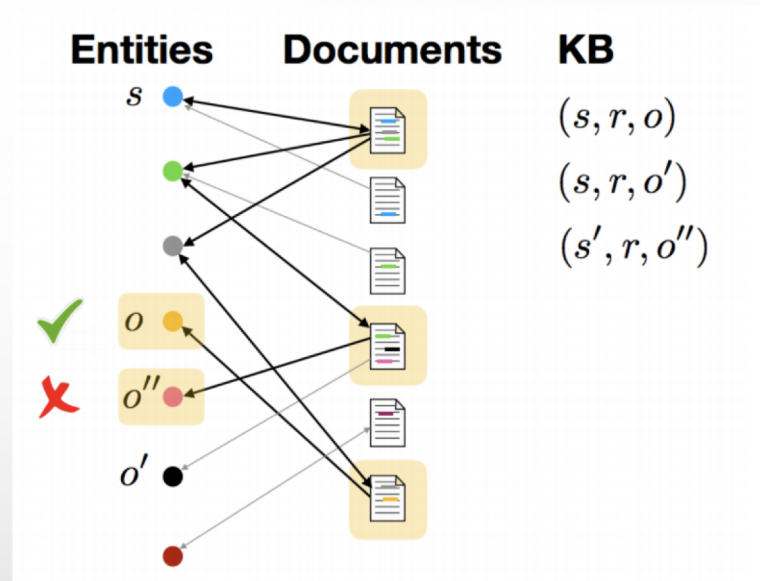 Entities Documents KB
s
(s, r, o)
(s, r, o′)
(s′, r, o″)
o
o″
o′